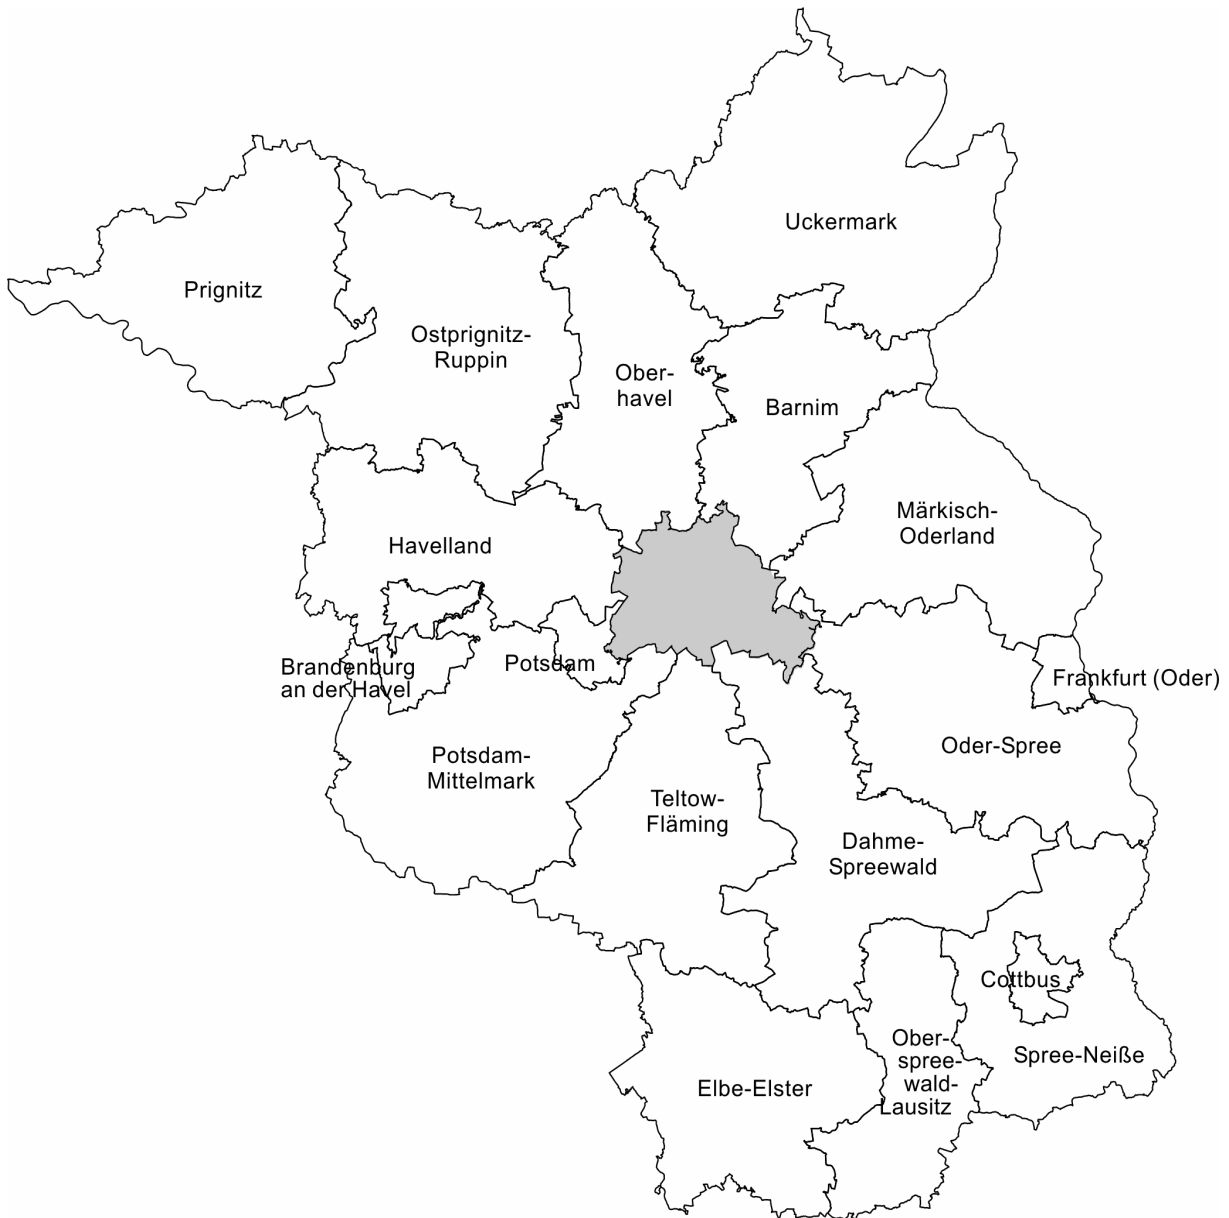 Uckermark
Prignitz
Ostprignitz-
Ruppin
Ober-
havel
Barnim
Märkisch-
Oderland
Havelland
Brandenburg
an der Havel
Potsdam
Frankfurt (Oder)
Potsdam-
Mittelmark
Oder-Spree
Teltow-
Fläming
Dahme-
Spreewald
Cottbus
Ober-
spree-
wald-
Lausitz
Spree-Neiße
Elbe-Elster